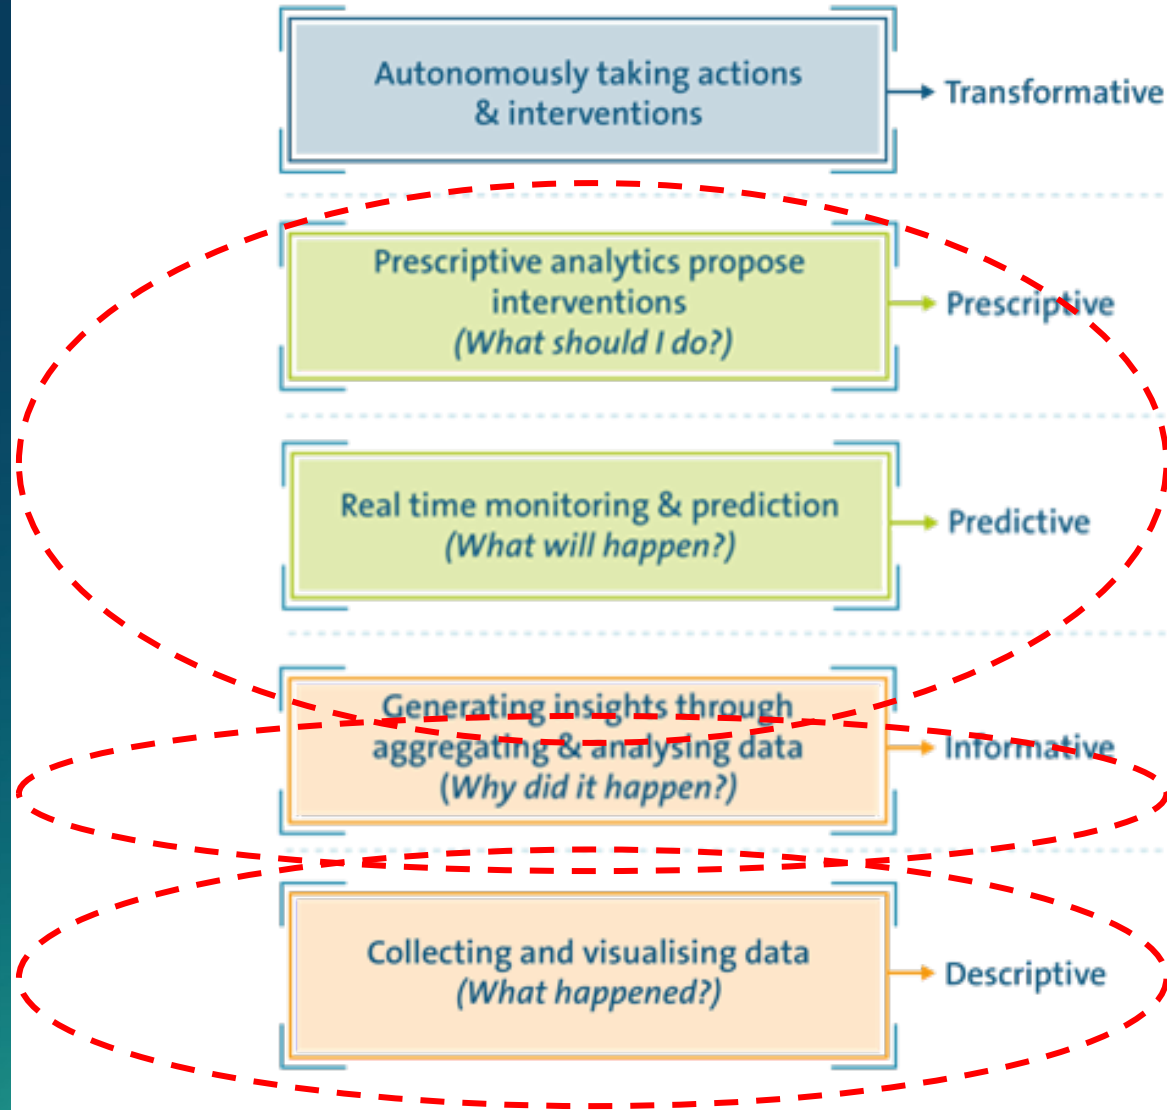 Autonomously taking actions
& interventions
Transformative
Prescriptive analytics propose
interventions
(What should I do?)
Prescriptive
Real time monitoring & prediction
(What will happen?)
Predictive
Generating insights through
aggregating & analysing data
(Why did it happen?)
Informative
Collecting and visualising data
(What happened?)
Descriptive